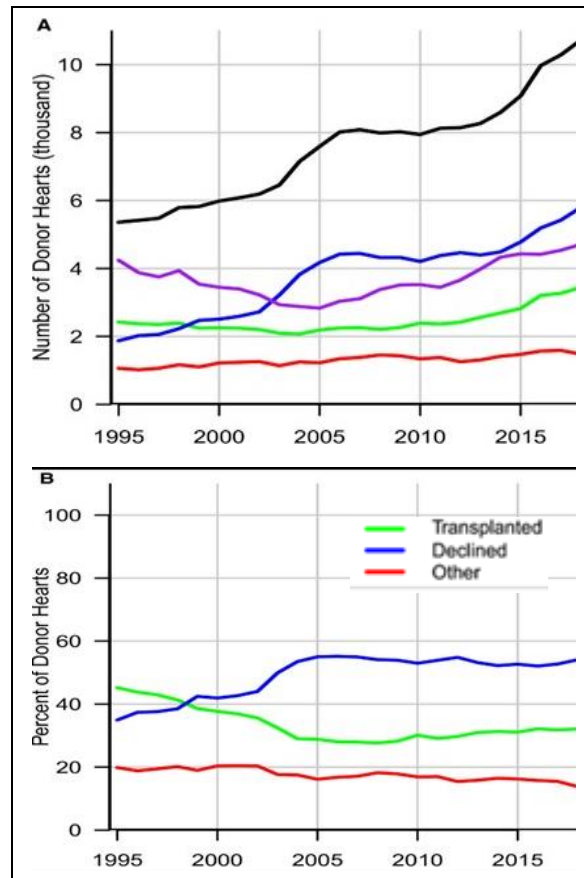 A
Number of Donor Hearts (thousand)
10
8
6
4
2
0
1995 2000 2005 2010 2015
B
Percent of Donor Hearts
100
80
60
40
20
0
Transplanted
Declined
Other
1995 2000 2005 2010 2015